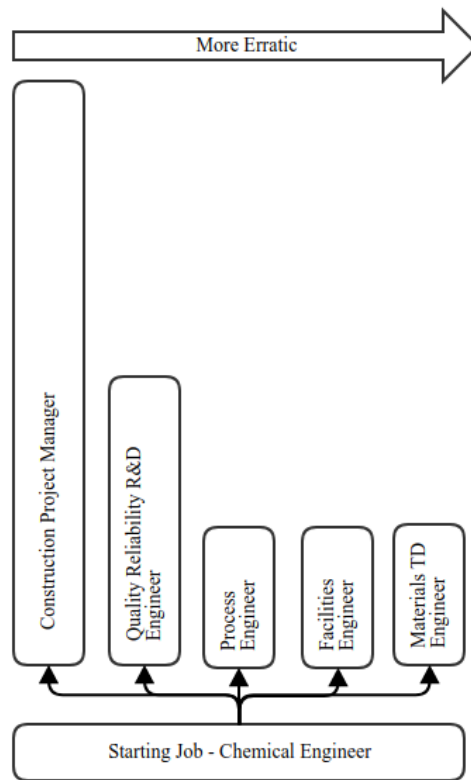 More Erratic
Construction Project Manager
Quality Reliability R&D
Engineer
Process
Engineer
Facilities
Engineer
Materials TD
Engineer
Starting Job - Chemical Engineer